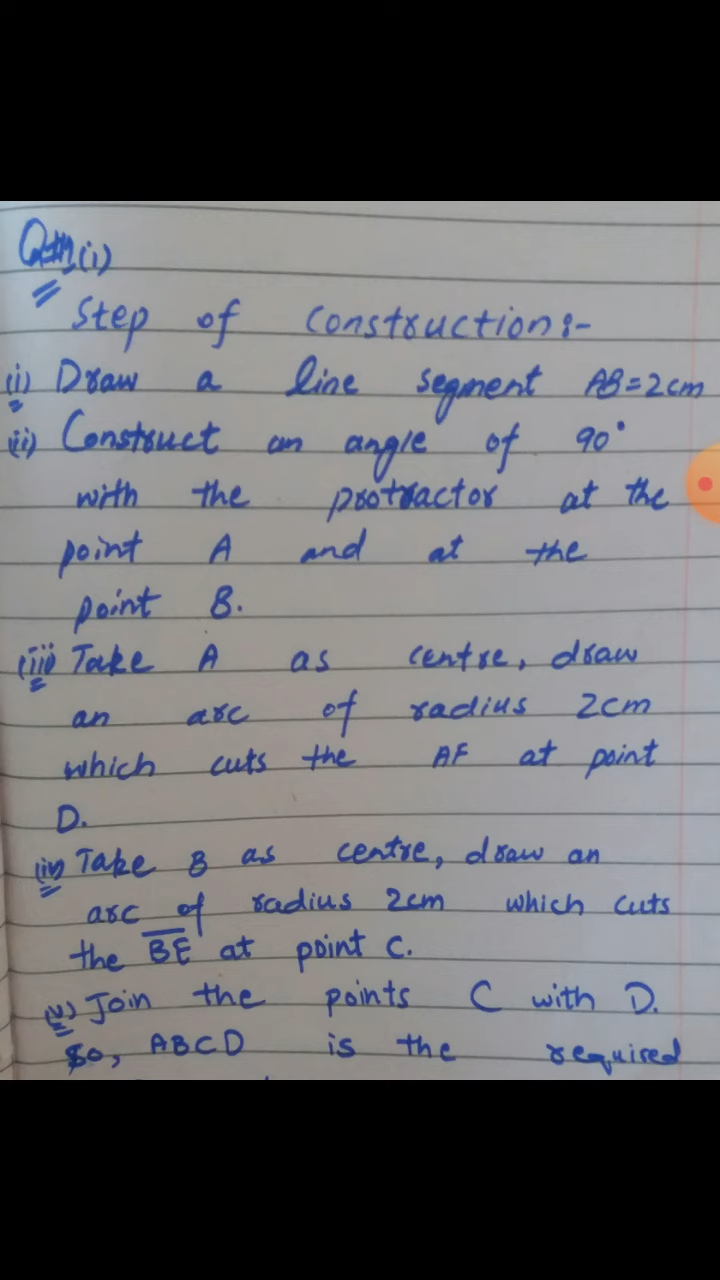 (i)
Step of construction:-
(i) Draw a line segment AB=2cm
(ii) Construct an angle of 90°
with the protractor at the
point A and at the
point B.
(iii) Take A as centre, draw
an arc of radius 2cm
which cuts the AF at point
D.
(iv) Take B as centre, draw an
arc of radius 2cm which cuts
the B̅E̅ at point C.
(v) Join the points C with D.
So, ABCD is the required